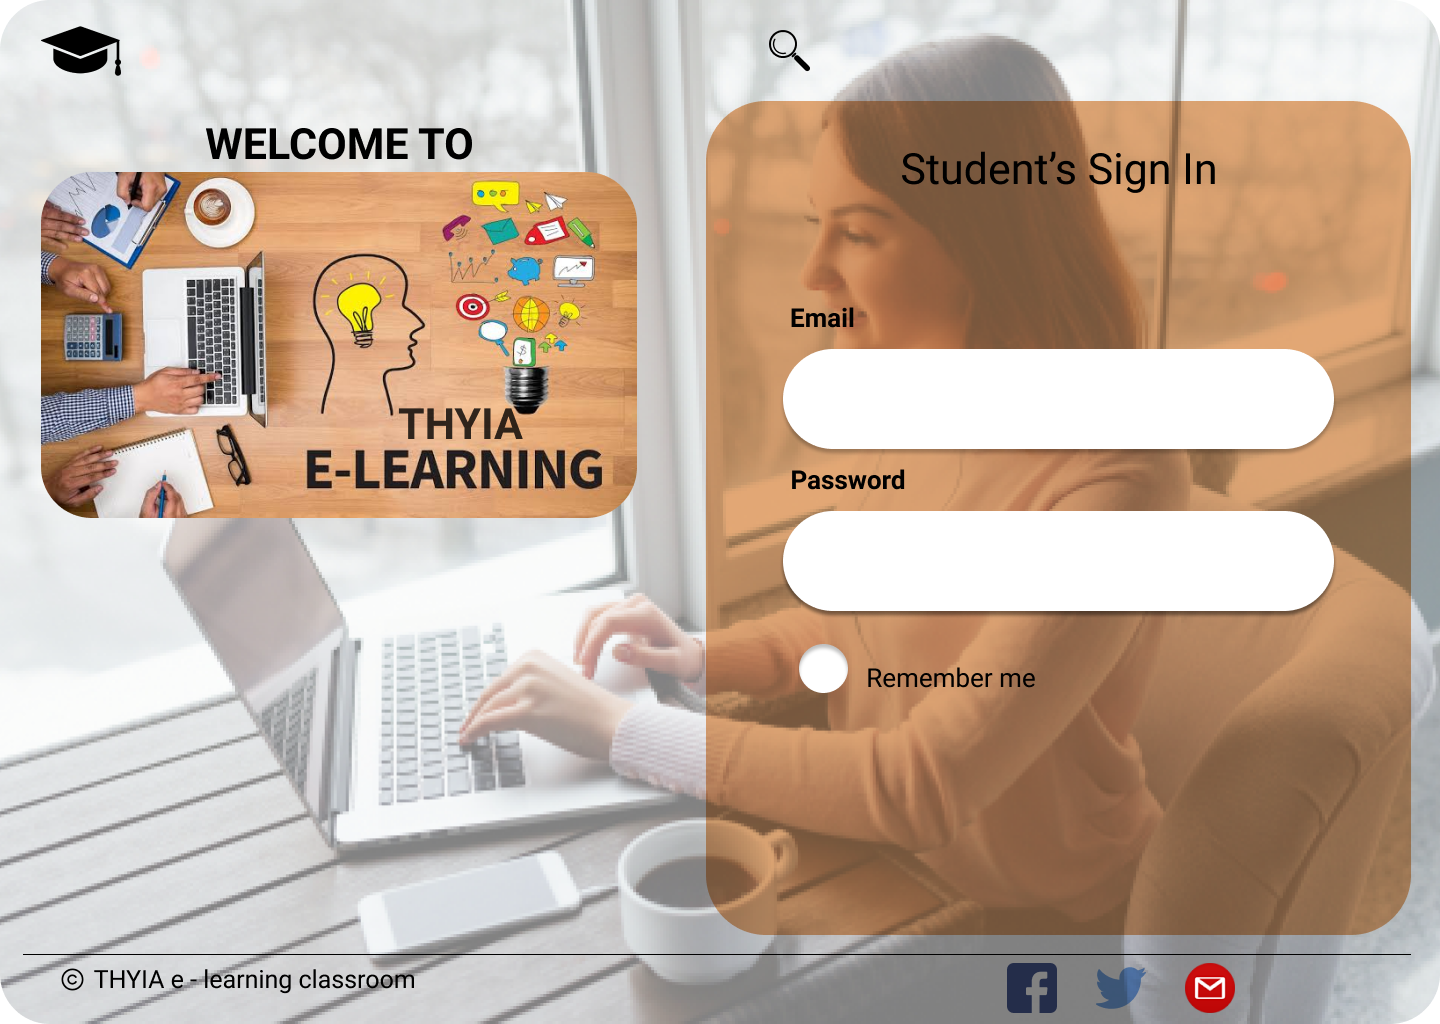 WELCOME TO
THYIA
E-LEARNING
Student’s Sign In
Email
Password
Remember me
© THYIA e - learning classroom